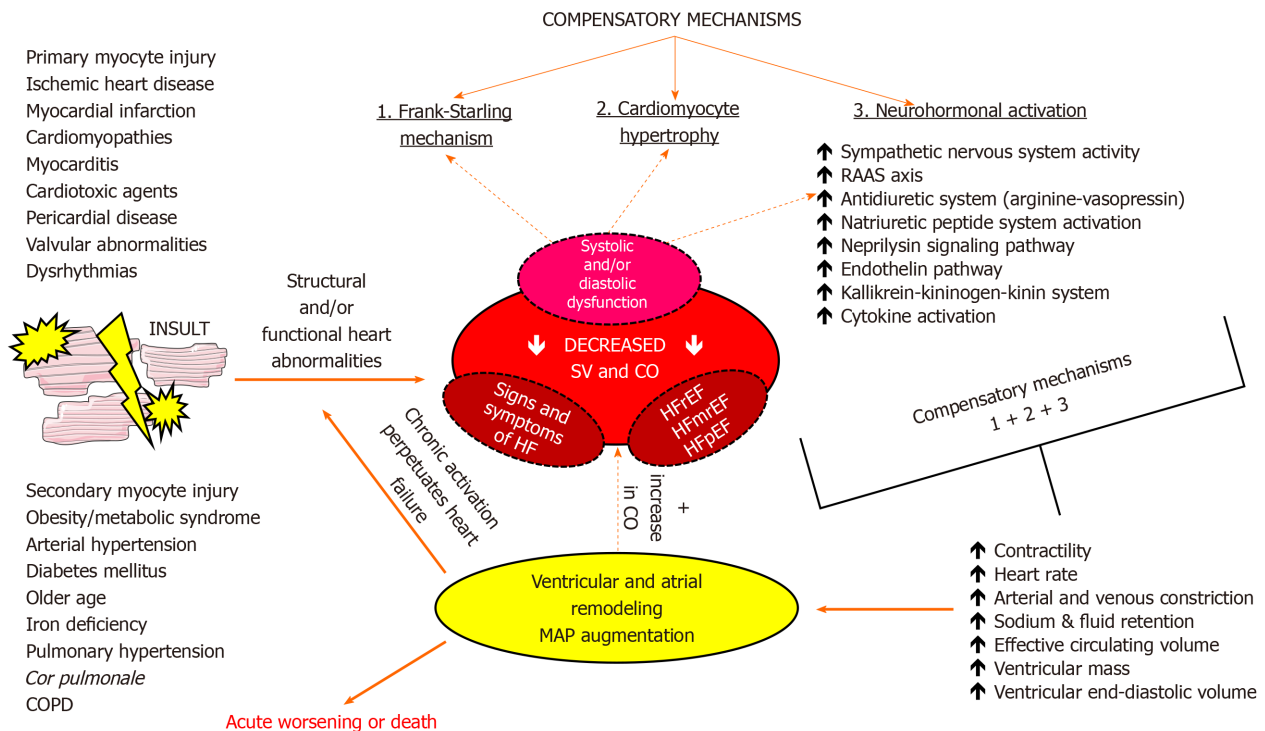 COMPENSATORY MECHANISMS
Primary myocyte injury
Ischemic heart disease
Myocardial infarction
Cardiomyopathies
Myocarditis
Cardiotoxic agents
Pericardial disease
Valvular abnormalities
Dysrhythmias
1. Frank-Starling
mechanism
2. Cardiomyocyte
hypertrophy
3. Neurohormonal activation
Sympathetic nervous system activity
RAAS axis
Antidiuretic system (arginine-vasopressin)
Natriuretic peptide system activation
Neprilysin signaling pathway
Endothelin pathway
Kallikrein-kininogen-kinin system
Cytokine activation
INSULT
Structural
and/or
functional heart
abnormalities
Systolic
and/or
diastolic
dysfunction
DECREASED
SV and CO
Signs and
symptoms
of HF
HFrEF
HFmrEF
HFpEF
Compensatory mechanisms
1 + 2 + 3
Chronic activation
perpetuates heart
failure
+
increase
in CO
Secondary myocyte injury
Obesity/metabolic syndrome
Arterial hypertension
Diabetes mellitus
Older age
Iron deficiency
Pulmonary hypertension
Cor pulmonale
COPD
Ventricular and atrial
remodeling
MAP augmentation
Contractility
Heart rate
Arterial and venous constriction
Sodium & fluid retention
Effective circulating volume
Ventricular mass
Ventricular end-diastolic volume
Acute worsening or death